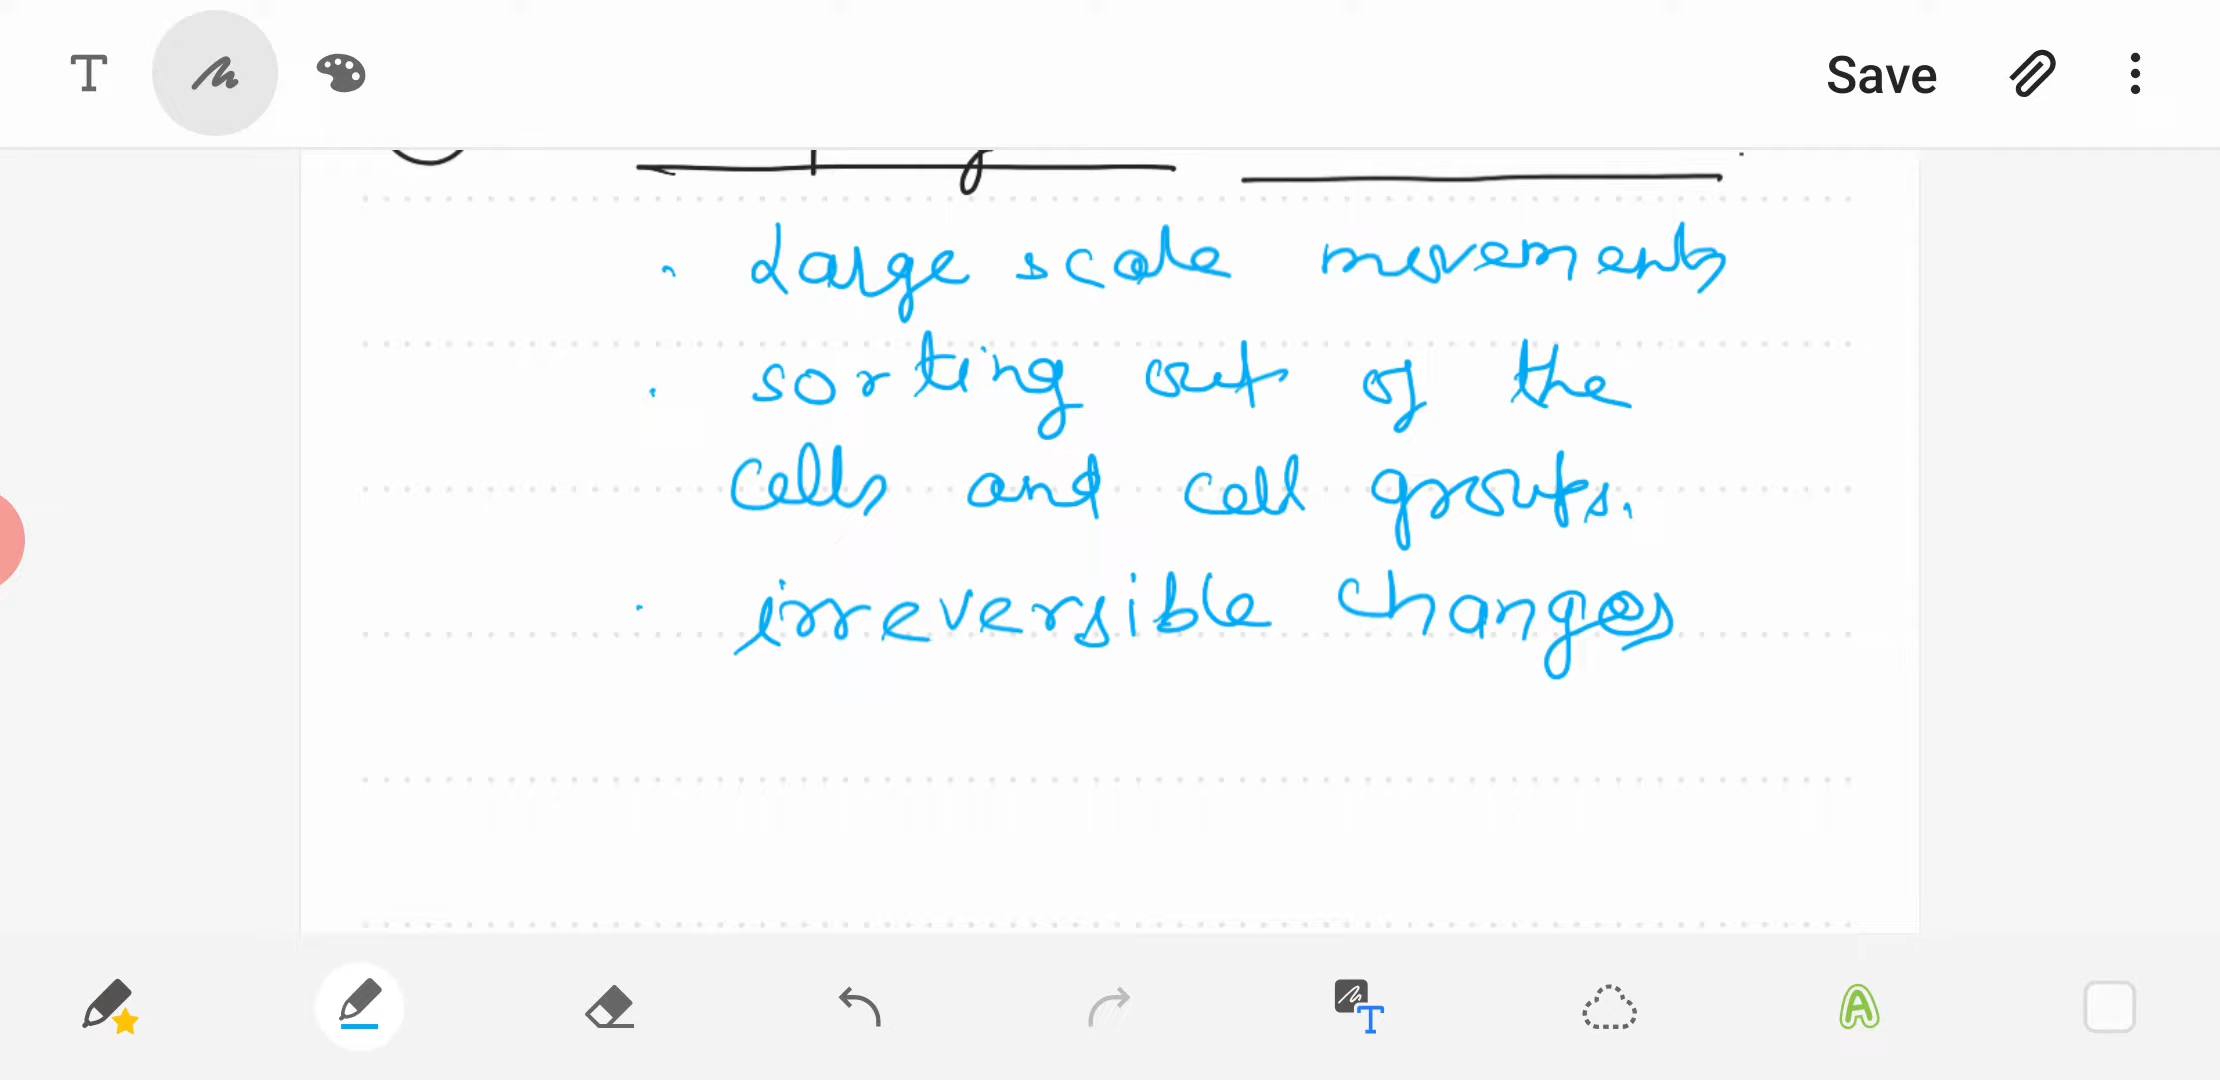 T
Save
. Large scale movements
. sorting out of the
cells and cell groups.
. irreversible changes
T
A